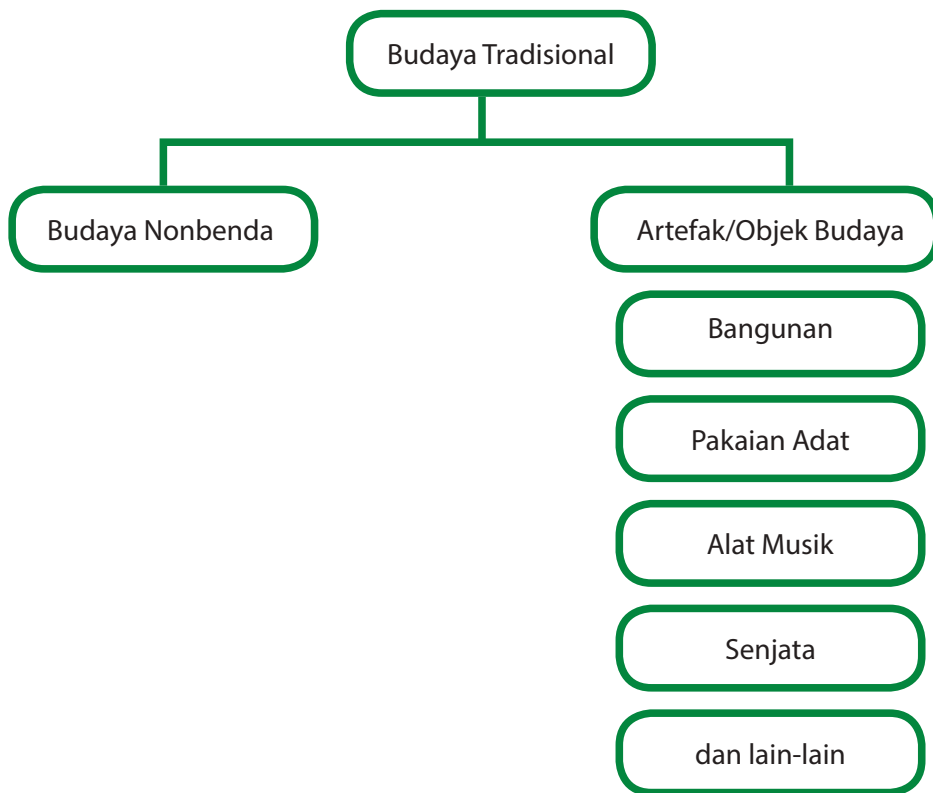 Budaya Tradisional
Budaya Nonbenda
Artefak/Objek Budaya
Bangunan
Pakaian Adat
Alat Musik
Senjata
dan lain-lain